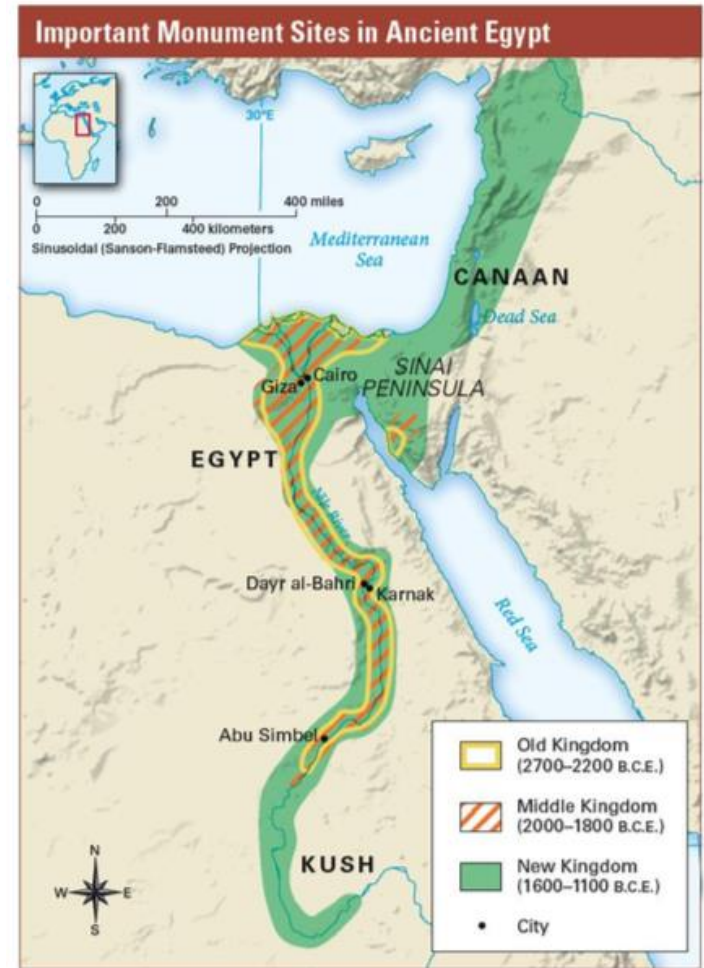 Important Monument Sites in Ancient Egypt
30°E
0 200 400 miles
0 200 400 kilometers
Sinusoidal (Sanson-Flamsteed) Projection
Mediterranean
Sea
CANAAN
Dead Sea
SINAI
PENINSULA
Cairo
Giza
EGYPT
Nile River
Dayr al-Bahri
Karnak
Red Sea
Abu Simbel
KUSH
N
W E
S
Old Kingdom
(2700–2200 B.C.E.)
Middle Kingdom
(2000–1800 B.C.E.)
New Kingdom
(1600–1100 B.C.E.)
City